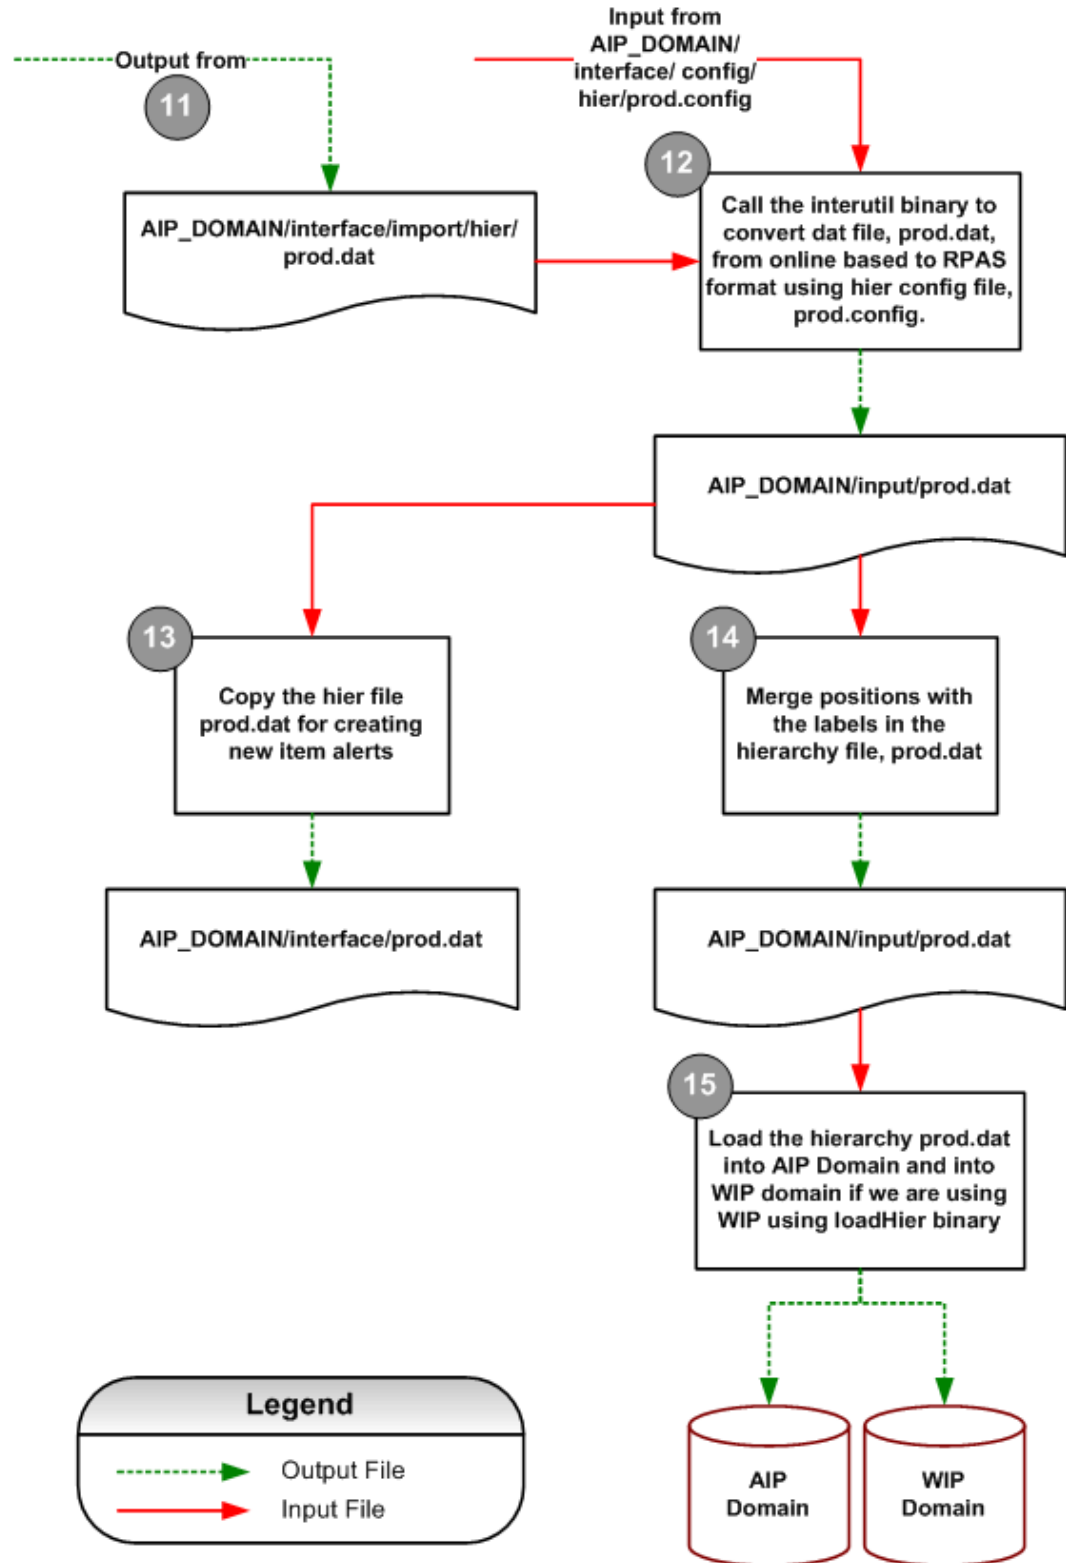 Output from
11
Input from
AIP_DOMAIN/
interface/ config/
hier/prod.config
12
AIP_DOMAIN/interface/import/hier/
prod.dat
Call the interutil binary to
convert dat file, prod.dat,
from online based to RPAS
format using hier config file,
prod.config.
AIP_DOMAIN/input/prod.dat
13
Copy the hier file
prod.dat for creating
new item alerts
14
Merge positions with
the labels in the
hierarchy file, prod.dat
AIP_DOMAIN/interface/prod.dat
AIP_DOMAIN/input/prod.dat
15
Load the hierarchy prod.dat
into AIP Domain and into
WIP domain if we are using
WIP using loadHier binary
Legend
Output File
Input File
AIP
Domain
WIP
Domain